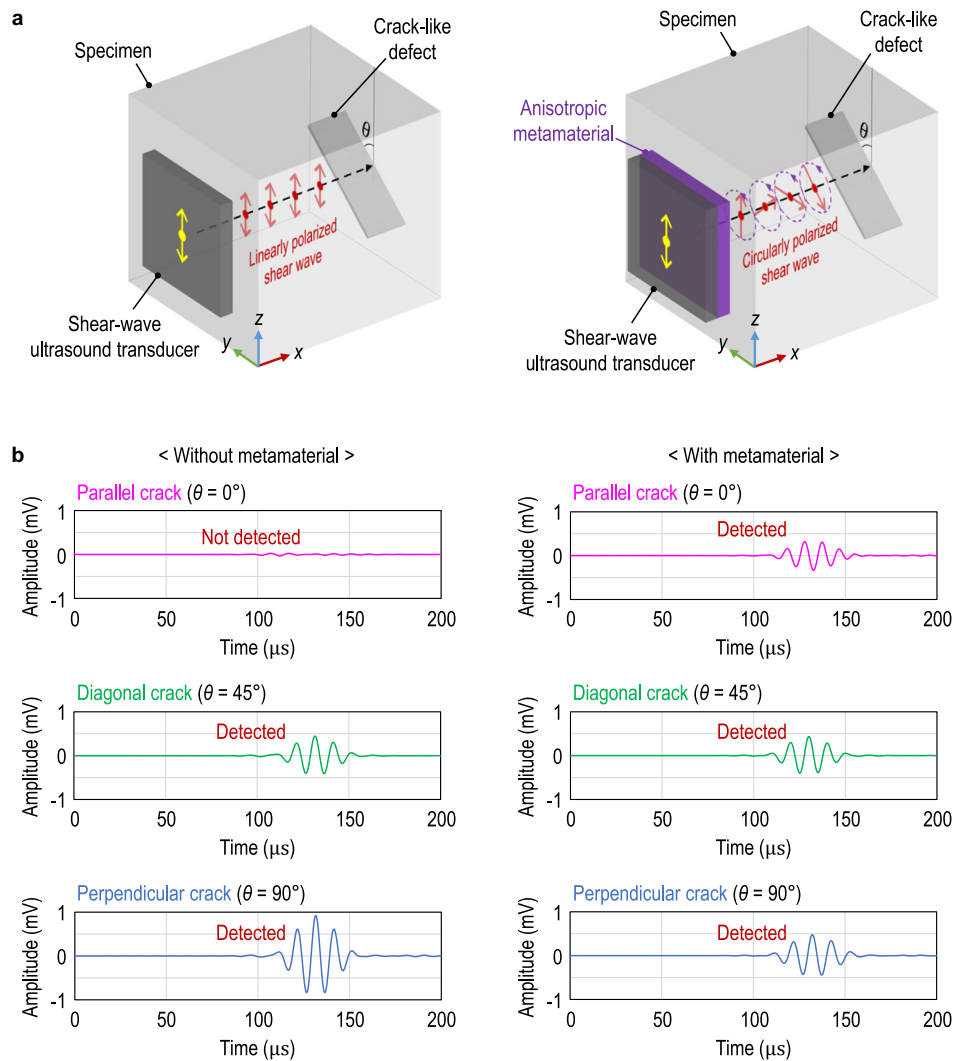 a
Specimen
Crack-like
defect
θ
Linearly polarized
shear wave
Shear-wave
ultrasound transducer
z
y
x
Specimen
Crack-like
defect
Anisotropic
metamaterial
θ
Circularly polarized
shear wave
Shear-wave
ultrasound transducer
z
y
x
b
< Without metamaterial >
Parallel crack (θ = 0°)
Amplitude (mV)
1
0
-1
Not detected
0 50 100 150 200
Time (μs)
Diagonal crack (θ = 45°)
Amplitude (mV)
1
0
-1
Detected
0 50 100 150 200
Time (μs)
Perpendicular crack (θ = 90°)
Amplitude (mV)
1
0
-1
Detected
0 50 100 150 200
Time (μs)
< With metamaterial >
Parallel crack (θ = 0°)
Amplitude (mV)
1
0
-1
Detected
0 50 100 150 200
Time (μs)
Diagonal crack (θ = 45°)
Amplitude (mV)
1
0
-1
Detected
0 50 100 150 200
Time (μs)
Perpendicular crack (θ = 90°)
Amplitude (mV)
1
0
-1
Detected
0 50 100 150 200
Time (μs)